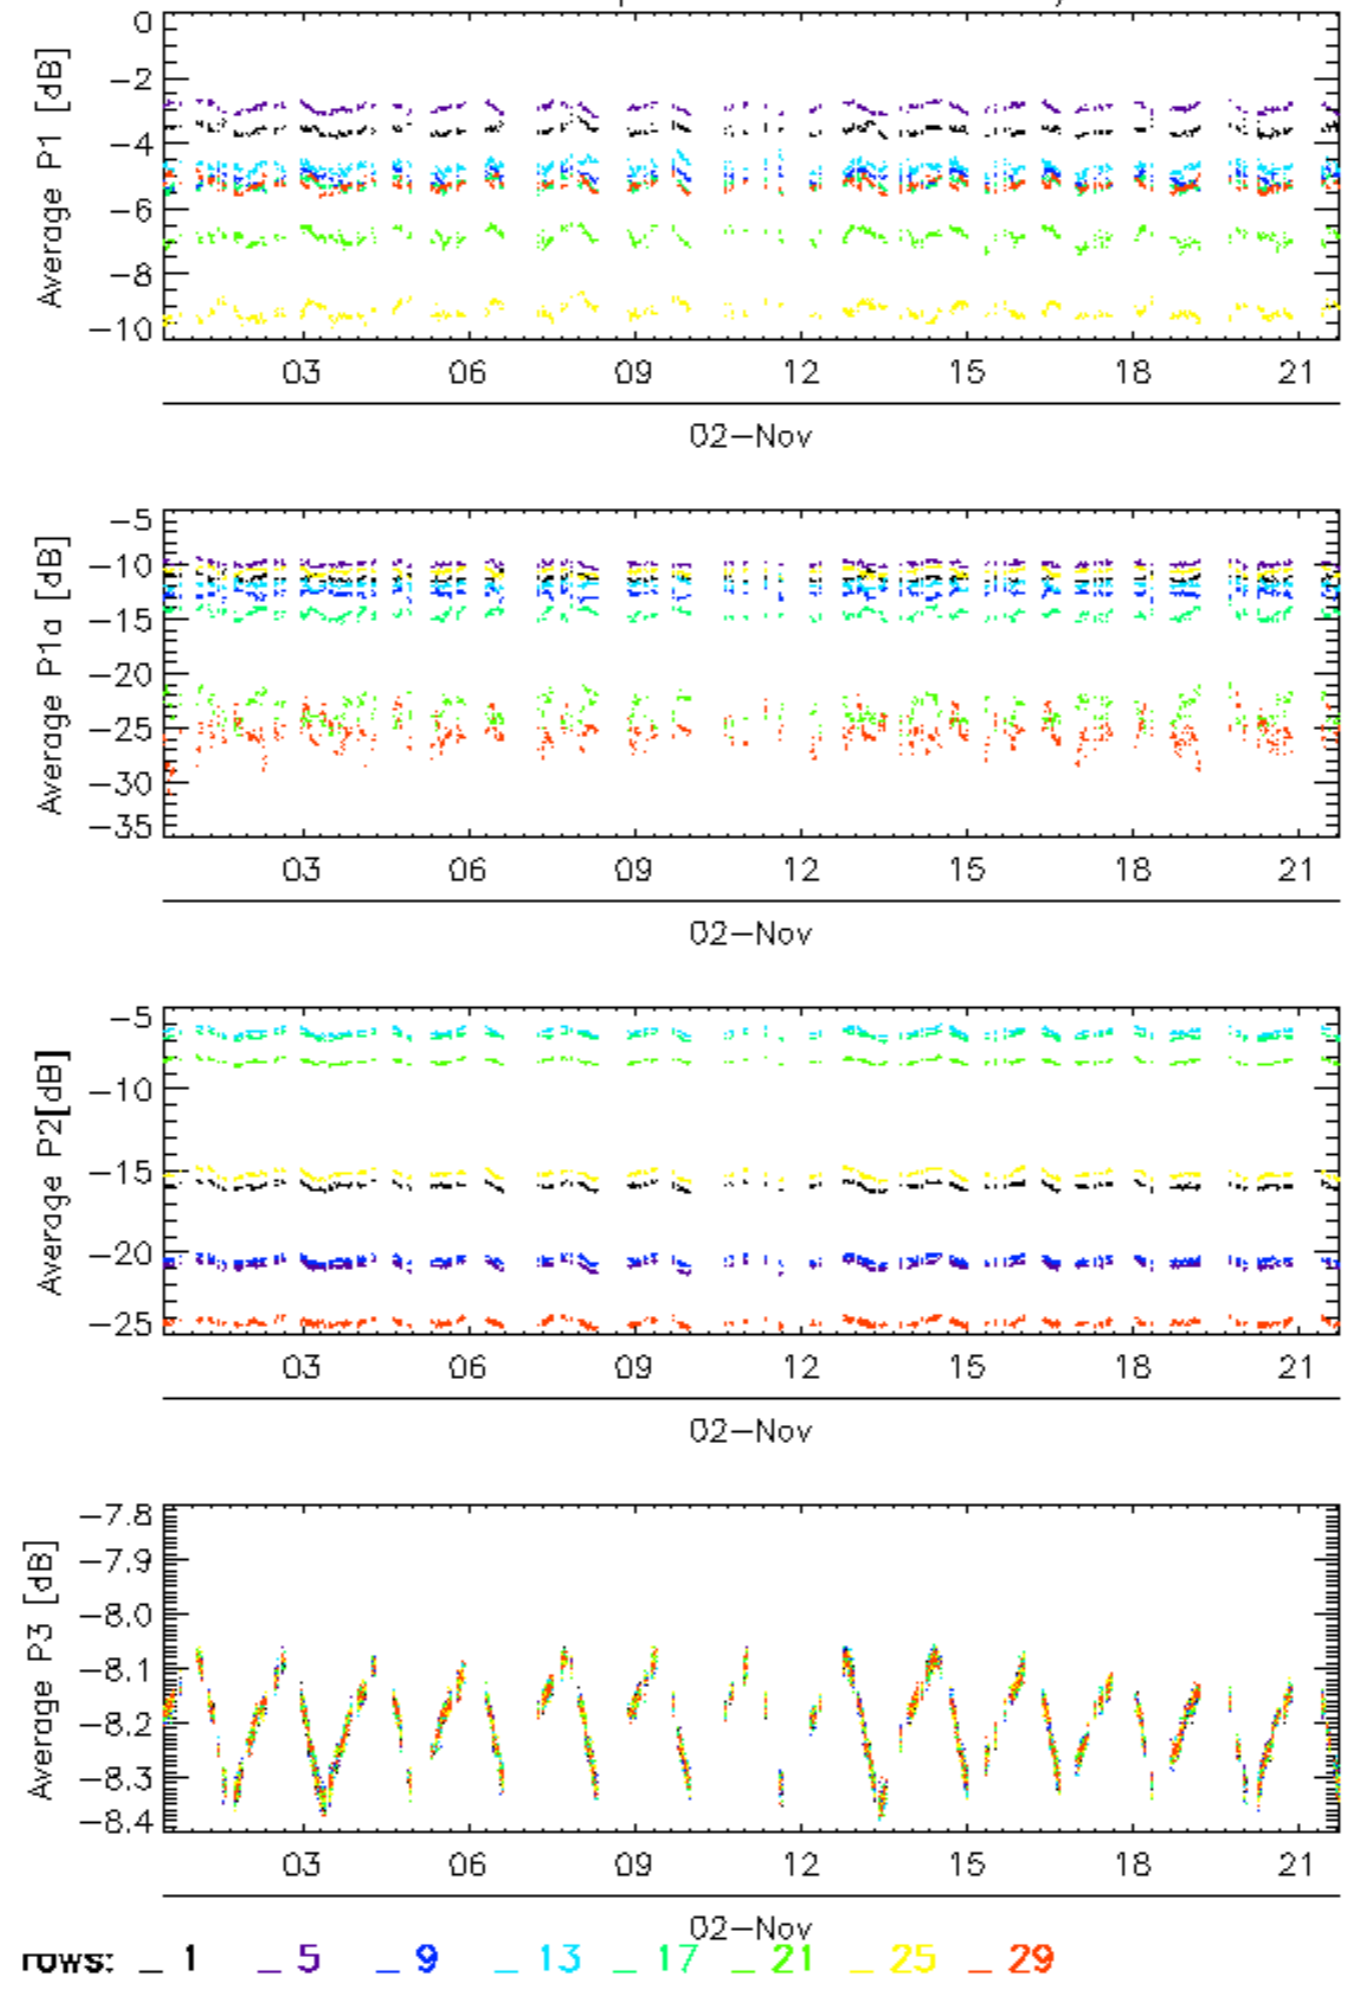 0
−2
−4
−6
−8
−10
Average P1 [dB]
03 06 09 12 15 18 21
02−Nov
−5
−10
−15
−20
−25
−30
−35
Average P1a [dB]
03 06 09 12 15 18 21
02−Nov
−5
−10
−15
−20
−25
Average P2[dB]
03 06 09 12 15 18 21
02−Nov
−7.8
−7.9
−8.0
−8.1
−8.2
−8.3
−8.4
Average P3 [dB]
03 06 09 12 15 18 21
02−Nov
rows: _ 1 _ 5 _ 9 _ 13 _ 17 _ 21 _ 25 _ 29